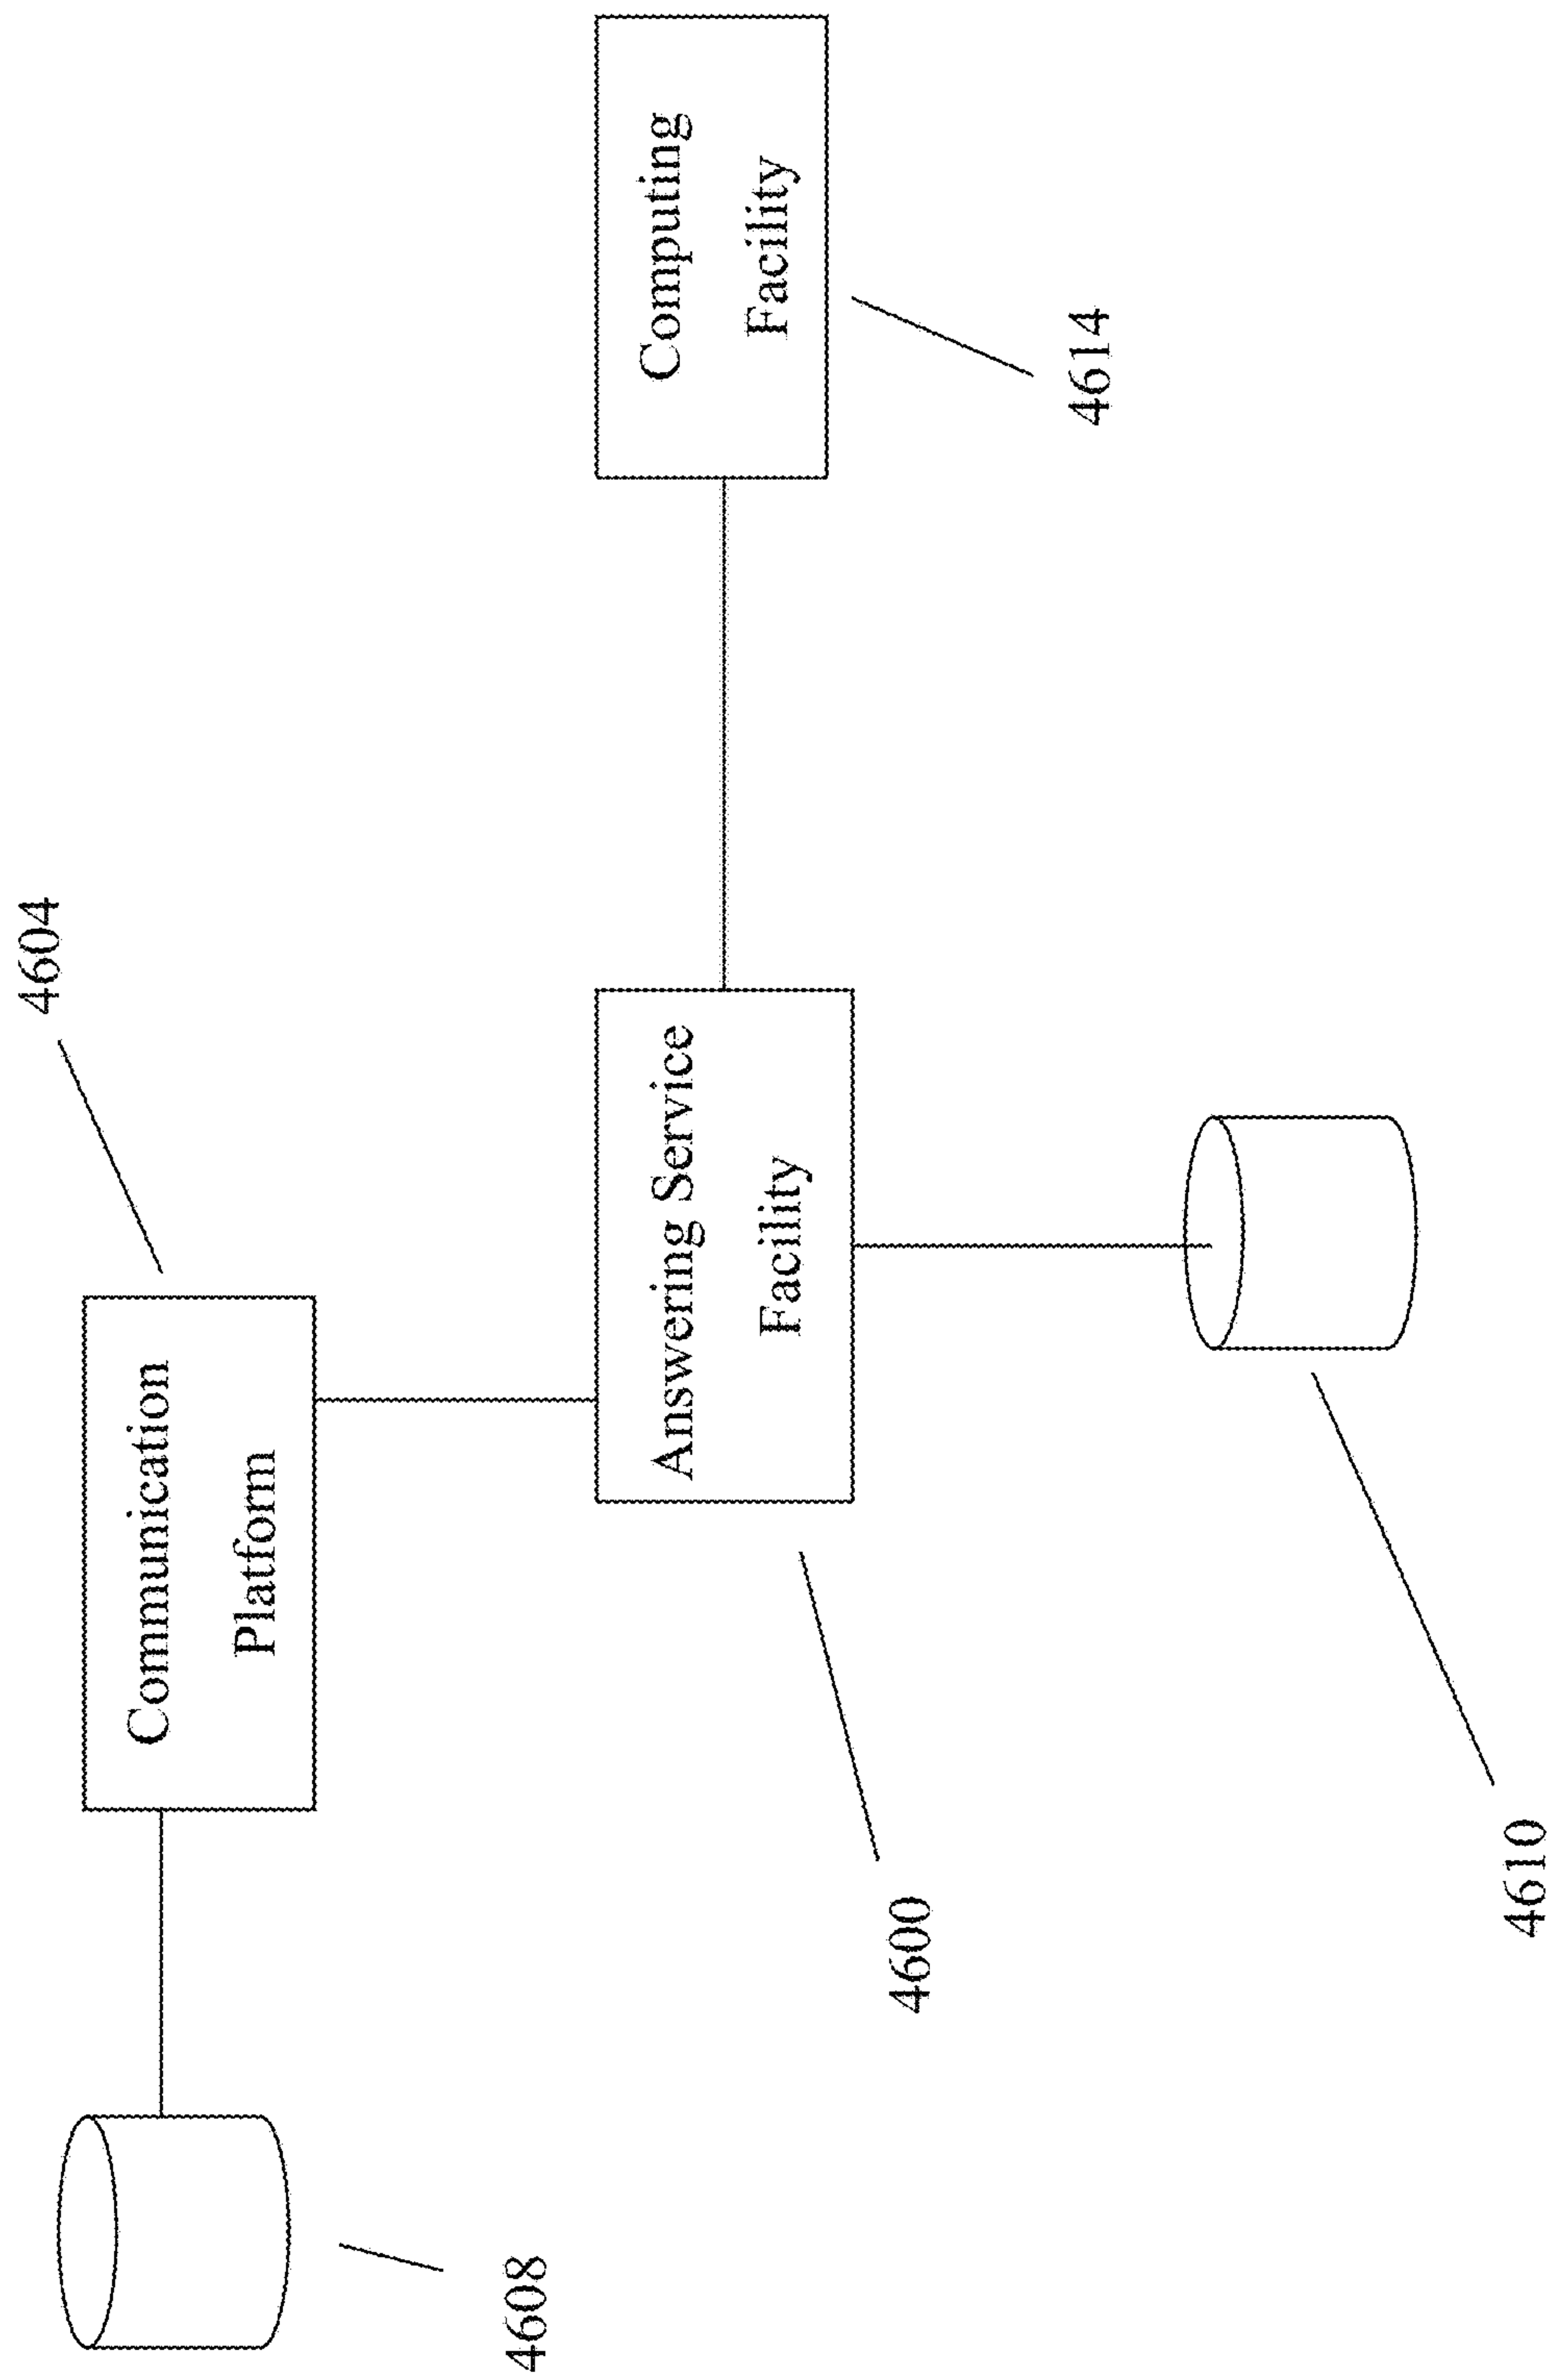 4604
Communication
Platform
4608
Answering Service
Facility
Computing
Facility
4600
4614
4610